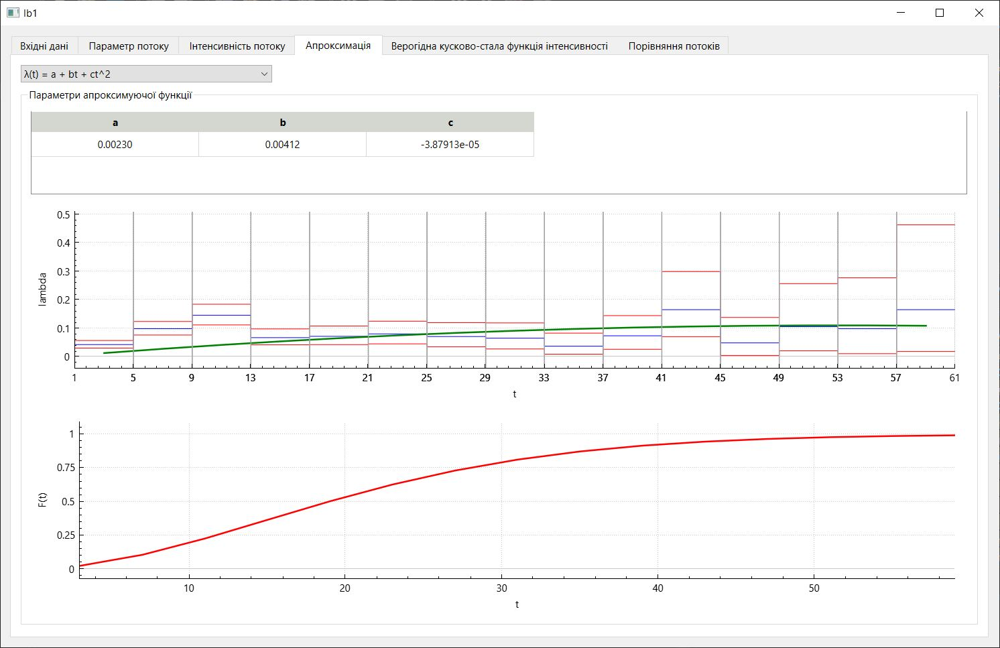 lb1
Вхідні дані Параметр потоку Інтенсивність потоку Апроксимація Верогідна кусково-стала функція інтенсивності Порівняння потоків
λ(t) = a + bt + ct^2
Параметри апроксимуючої функції
a b c
0.00230 0.00412 -3.87913e-05
0.5
0.4
0.3
0.2
0.1
0
lambda
1 5 9 13 17 21 25 29 33 37 41 45 49 53 57 61
t
1
0.75
0.5
0.25
0
F(t)
10 20 30 40 50
t